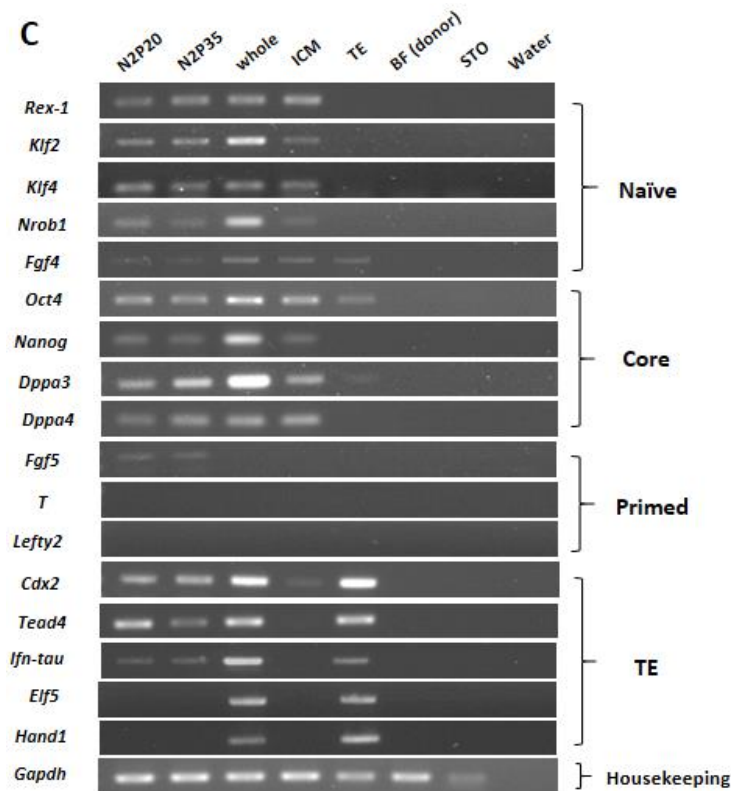 C
N2P20 N2P35 whole ICM TE BF (donor) STO Water
Rex-1
Klf2
Klf4
Nrob1
Fgf4
Naïve
Oct4
Nanog
Dppa3
Dppa4
Core
Fgf5
T
Lefty2
Primed
Cdx2
Tead4
Ifn-tau
Elf5
Hand1
TE
Gapdh
Housekeeping